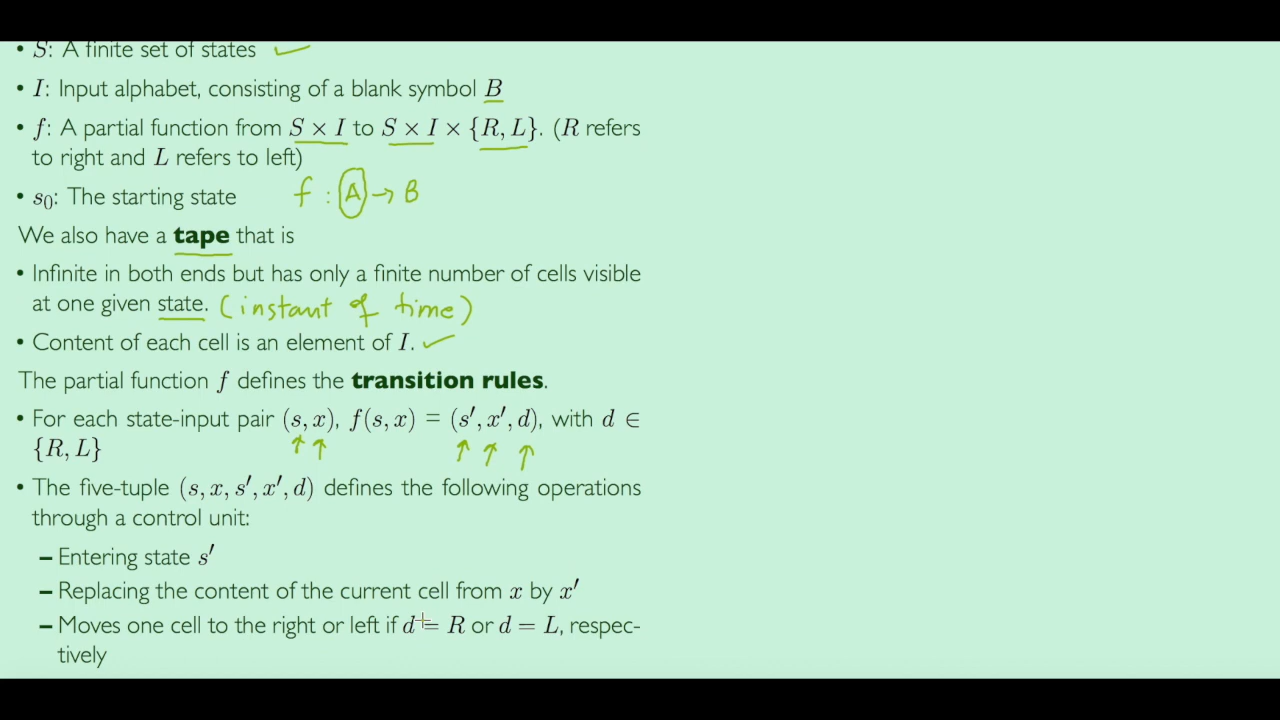 • S: A finite set of states ✓
• I: Input alphabet, consisting of a blank symbol B
• f: A partial function from S × I to S × I × {R, L}. (R refers
to right and L refers to left)
• s₀: The starting state f : A → B
We also have a tape that is
• Infinite in both ends but has only a finite number of cells visible
at one given state. (instant of time)
• Content of each cell is an element of I. ✓
The partial function f defines the transition rules.
• For each state-input pair (s, x), f(s, x) = (s′, x′, d), with d ∈
{R, L}
• The five-tuple (s, x, s′, x′, d) defines the following operations
through a control unit:
– Entering state s′
– Replacing the content of the current cell from x by x′
– Moves one cell to the right or left if d = R or d = L, respec-
tively